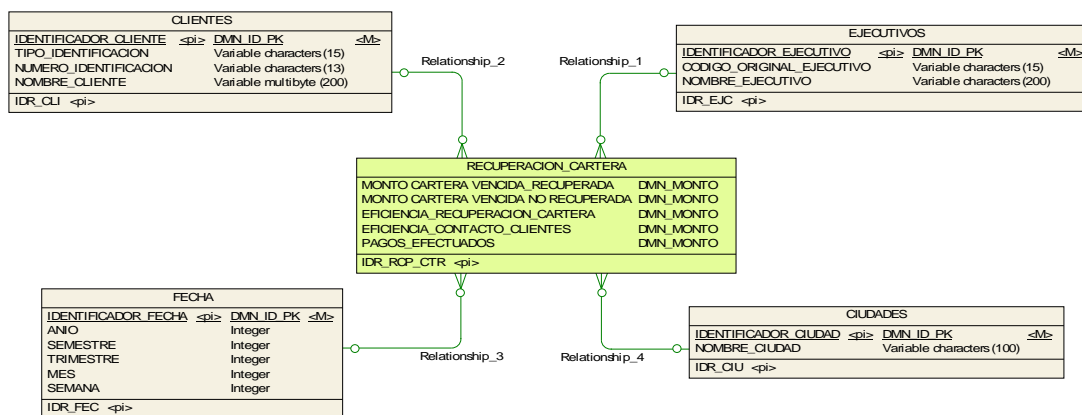 CLIENTES
IDENTIFICADOR_CLIENTE <pi> DMN_ID_PK <M>
TIPO_IDENTIFICACION Variable characters (15)
NUMERO_IDENTIFICACION Variable characters (13)
NOMBRE_CLIENTE Variable multibyte (200)
IDR_CLI <pi>
EJECUTIVOS
IDENTIFICADOR_EJECUTIVO <pi> DMN_ID_PK <M>
CODIGO_ORIGINAL_EJECUTIVO Variable characters (15)
NOMBRE_EJECUTIVO Variable characters (200)
IDR_EJC <pi>
Relationship_2
Relationship_1
RECUPERACION_CARTERA
MONTO CARTERA VENCIDA_RECUPERADA DMN_MONTO
MONTO CARTERA VENCIDA NO RECUPERADA DMN_MONTO
EFICIENCIA_RECUPERACION_CARTERA DMN_MONTO
EFICIENCIA_CONTACTO_CLIENTES DMN_MONTO
PAGOS_EFECTUADOS DMN_MONTO
IDR_RCP_CTR <pi>
FECHA
IDENTIFICADOR_FECHA <pi> DMN_ID_PK <M>
ANIO Integer
SEMESTRE Integer
TRIMESTRE Integer
MES Integer
SEMANA Integer
IDR_FEC <pi>
Relationship_3
Relationship_4
CIUDADES
IDENTIFICADOR_CIUDAD <pi> DMN_ID_PK <M>
NOMBRE_CIUDAD Variable characters (100)
IDR_CIU <pi>